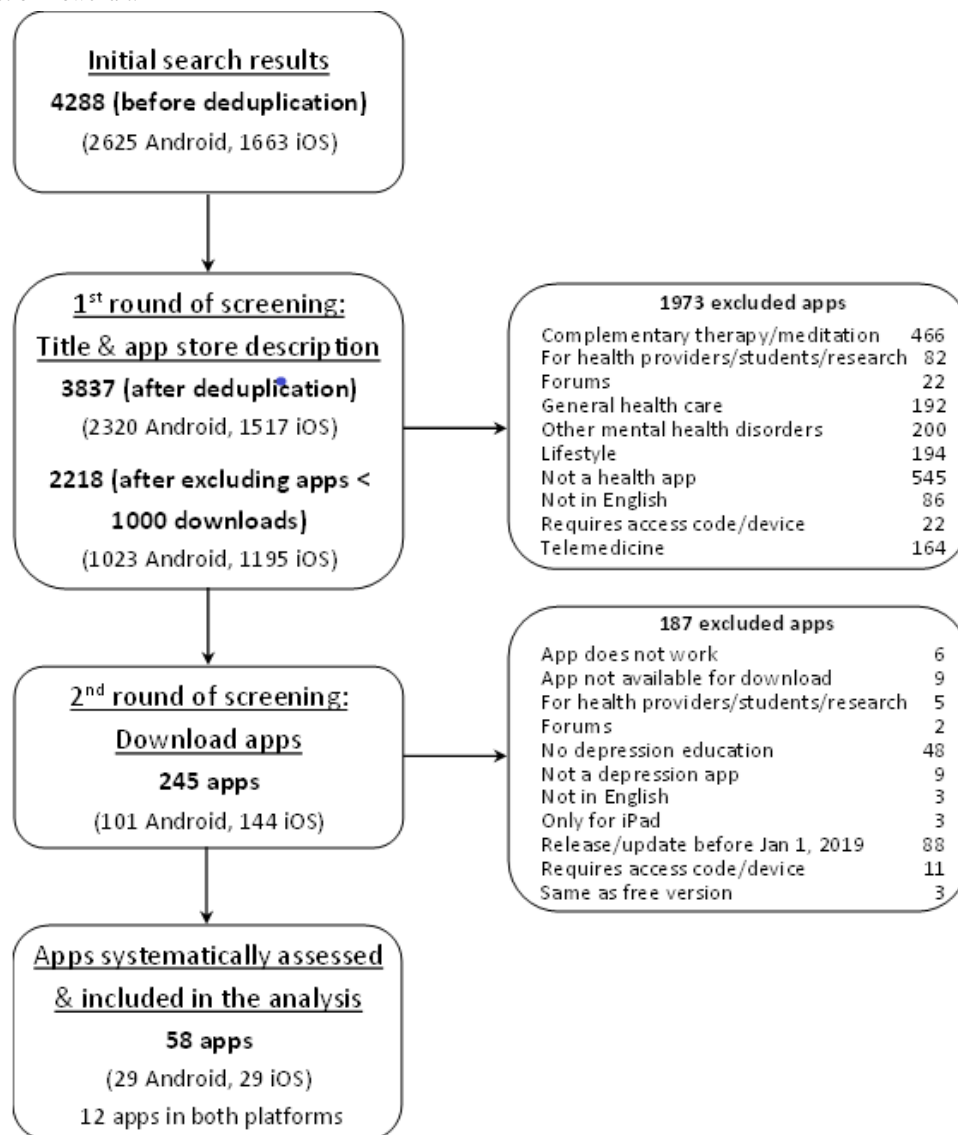 Initial search results
4288 (before deduplication)
(2625 Android, 1663 iOS)
1st round of screening:
Title & app store description
3837 (after deduplication)
(2320 Android, 1517 iOS)
2218 (after excluding apps <
1000 downloads)
(1023 Android, 1195 iOS)
1973 excluded apps
Complementary therapy/meditation 466
For health providers/students/research 82
Forums 22
General health care 192
Other mental health disorders 200
Lifestyle 194
Not a health app 545
Not in English 86
Requires access code/device 22
Telemedicine 164
2nd round of screening:
Download apps
245 apps
(101 Android, 144 iOS)
187 excluded apps
App does not work 6
App not available for download 9
For health providers/students/research 5
Forums 2
No depression education 48
Not a depression app 9
Not in English 3
Only for iPad 3
Release/update before Jan 1, 2019 88
Requires access code/device 11
Same as free version 3
Apps systematically assessed
& included in the analysis
58 apps
(29 Android, 29 iOS)
12 apps in both platforms